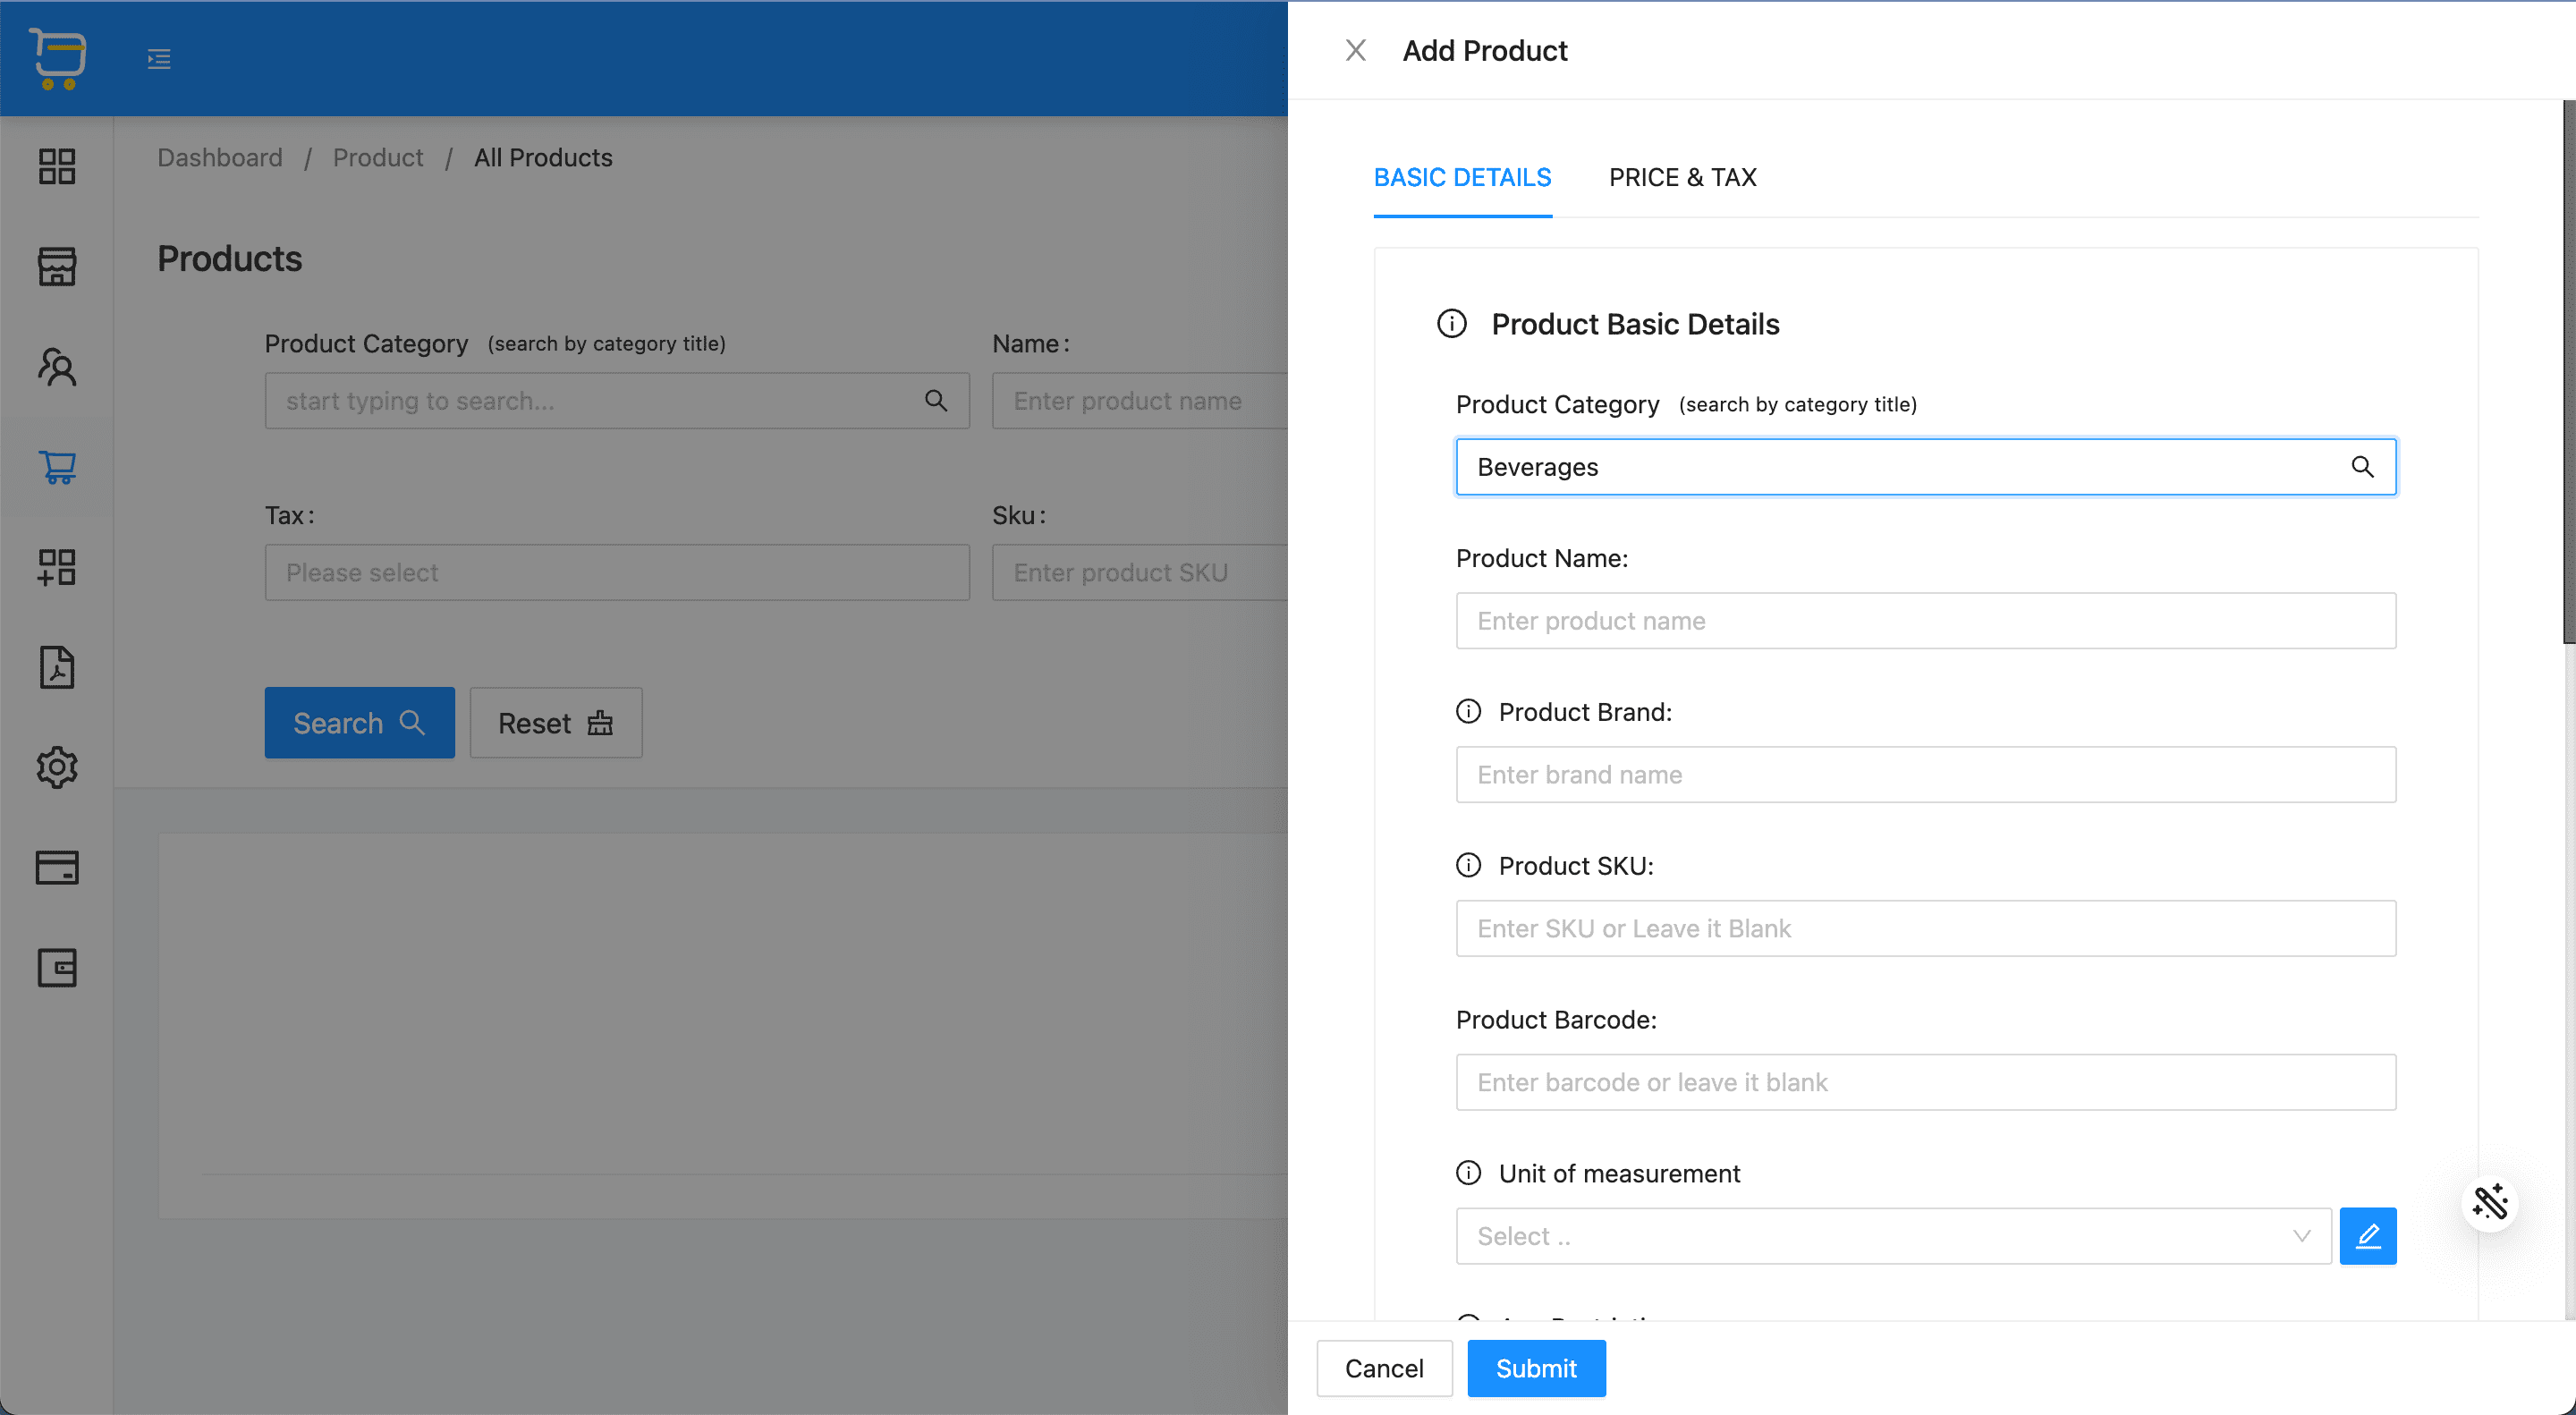 Add Product
Dashboard / Product / All Products
BASIC DETAILS PRICE & TAX
Products
Product Basic Details
Product Category (search by category title)
start typing to search...
Name :
Enter product name
Product Category (search by category title)
Beverages
Tax :
Please select
Sku :
Enter product SKU
Product Name:
Enter product name
Search
Reset
Product Brand:
Enter brand name
Product SKU:
Enter SKU or Leave it Blank
Product Barcode:
Enter barcode or leave it blank
Unit of measurement
Select ..
Cancel
Submit